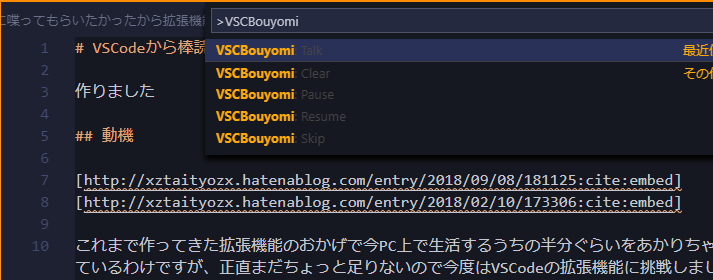 に喋ってもらいたかったから拡張機能
>VSCBouyomi
VSCBouyomi: Talk 最近使
VSCBouyomi: Clear その他
VSCBouyomi: Pause
VSCBouyomi: Resume
VSCBouyomi: Skip
1 # VSCodeから棒読
2
3 作りました
4
5 ## 動機
6
7 [http://xztaityozx.hatenablog.com/entry/2018/09/08/181125:cite:embed]
8 [http://xztaityozx.hatenablog.com/entry/2018/02/10/173306:cite:embed]
9
10 これまで作ってきた拡張機能のおかげで今PC上で生活するうちの半分ぐらいをあかりちゃ
ているわけですが、正直まだちょっと足りないので今度はVSCodeの拡張機能に挑戦しまし